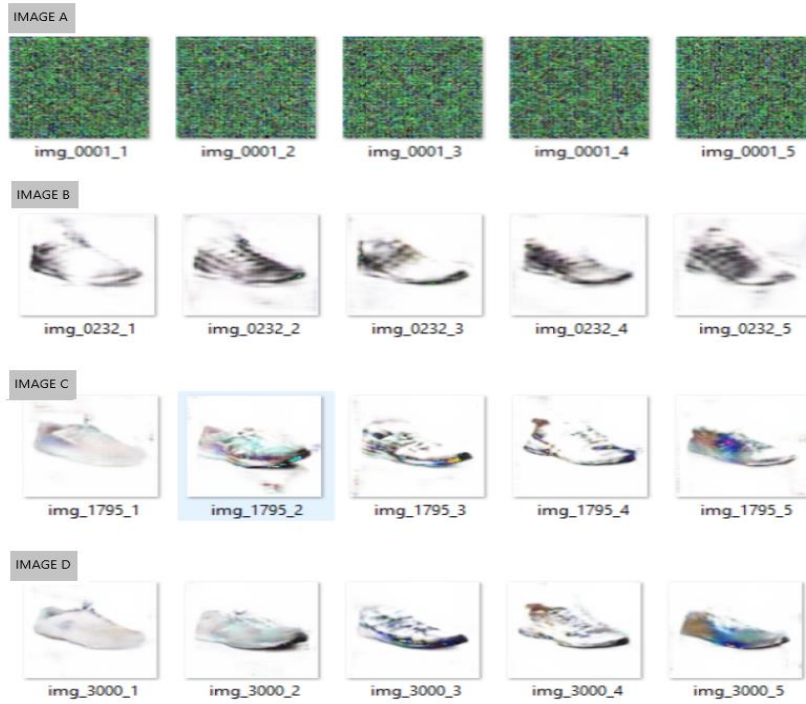 IMAGE A
img_0001_1 img_0001_2 img_0001_3 img_0001_4 img_0001_5
IMAGE B
img_0232_1 img_0232_2 img_0232_3 img_0232_4 img_0232_5
IMAGE C
img_1795_1 img_1795_2 img_1795_3 img_1795_4 img_1795_5
IMAGE D
img_3000_1 img_3000_2 img_3000_3 img_3000_4 img_3000_5